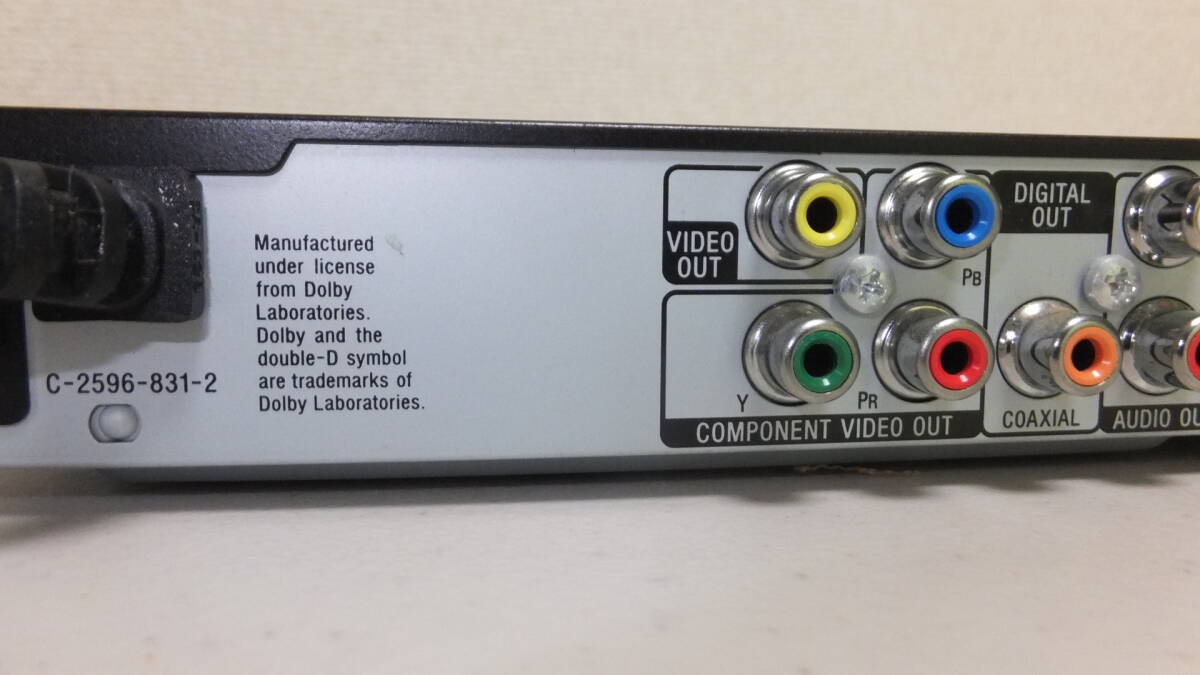 Manufactured
under license
from Dolby
Laboratories.
Dolby and the
double-D symbol
are trademarks of
Dolby Laboratories.
C-2596-831-2
VIDEO
OUT
PB
Y
PR
COMPONENT VIDEO OUT
DIGITAL
OUT
COAXIAL
AUDIO